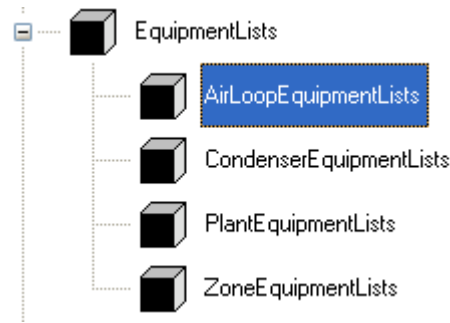 EquipmentLists
AirLoopEquipmentLists
CondenserEquipmentLists
PlantEquipmentLists
ZoneEquipmentLists